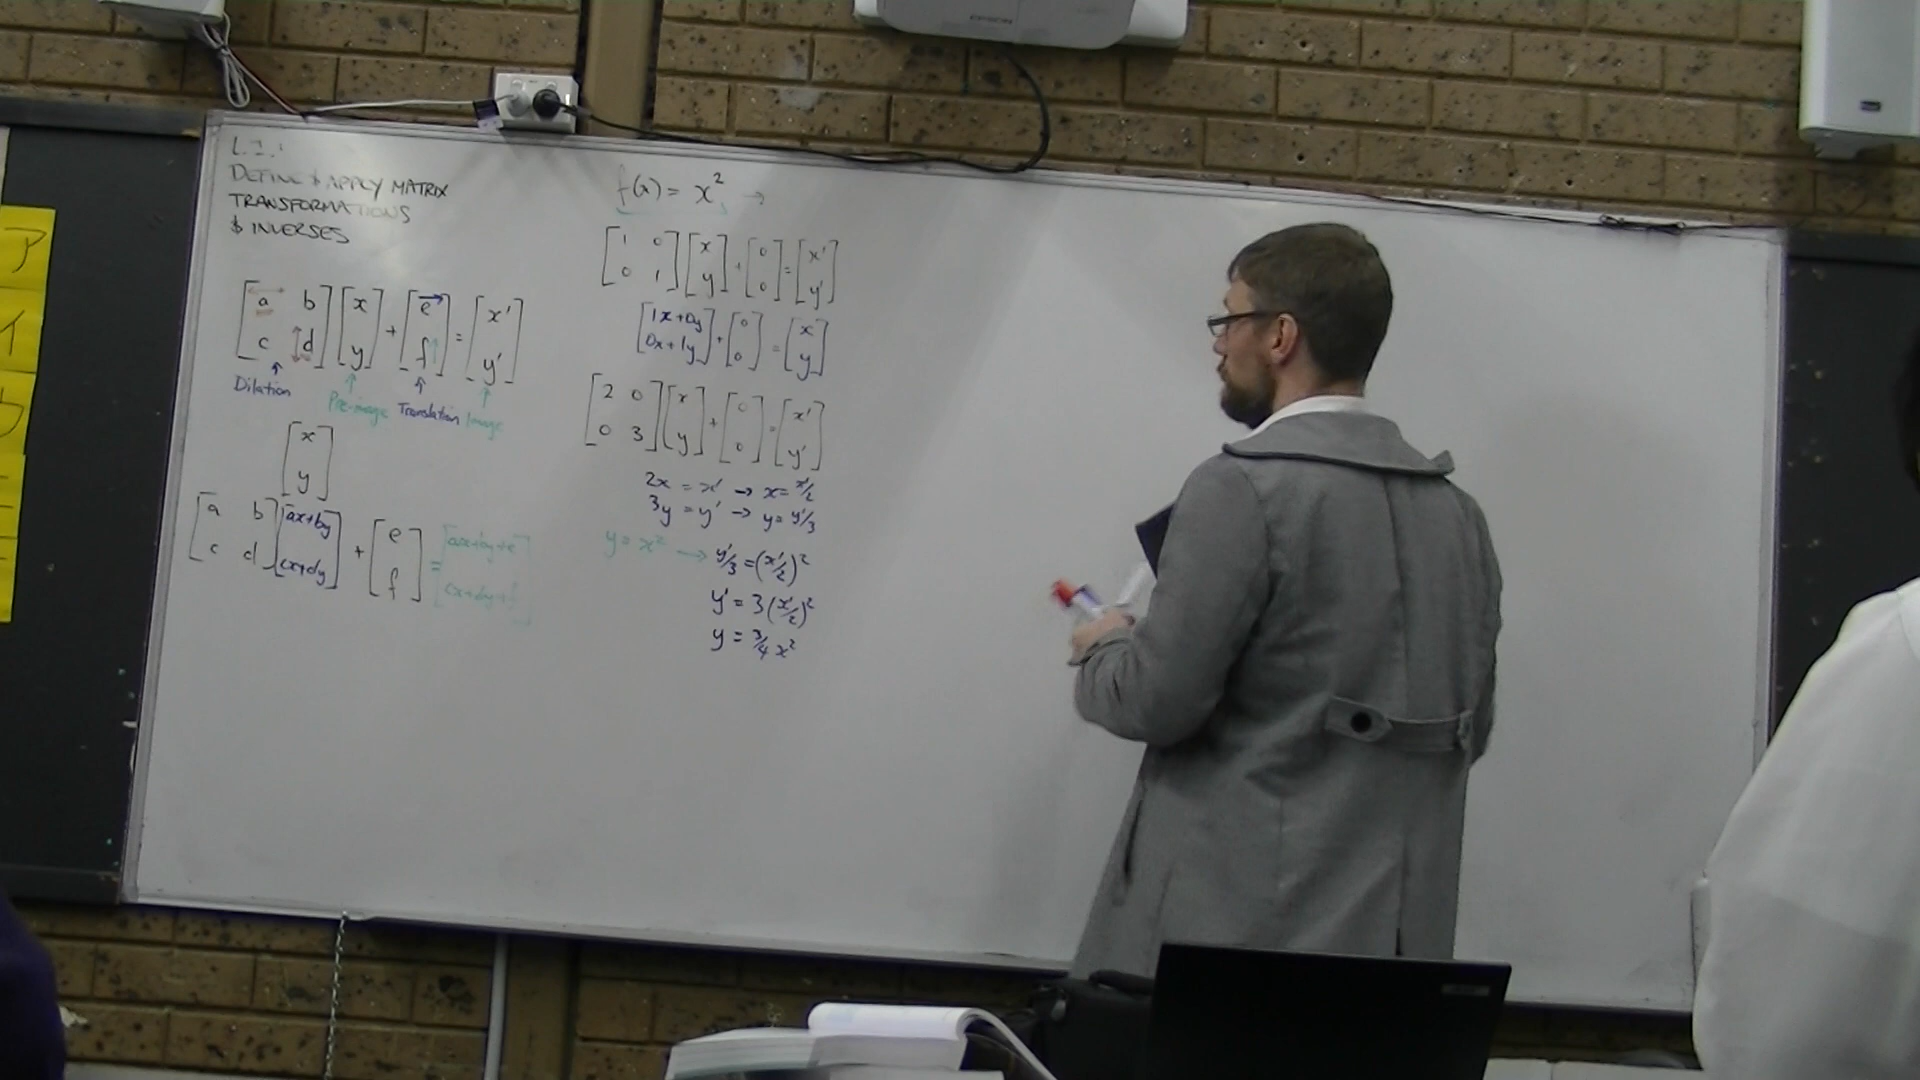 L.I.
DEFINE & APPLY MATRIX
TRANSFORMATIONS
& INVERSES
[a b; c d] [x; y] + [e; f] = [x'; y']
Dilation
Pre-image
Translation
Image
[x; y]
[a b; c d] [ax+by; cx+dy] + [e; f] = [ax+by+e; cx+dy+f]
f(x) = x² →
[1 0; 0 1] [x; y] + [0; 0] = [x'; y']
[1x+0y; 0x+1y] + [0; 0] = [x; y]
[2 0; 0 3] [x; y] + [0; 0] = [x'; y']
2x = x' → x = x'/2
3y = y' → y = y'/3
y = x² → y'/3 = (x'/2)²
y' = 3(x'/2)²
y = 3/4 x²
EPSON